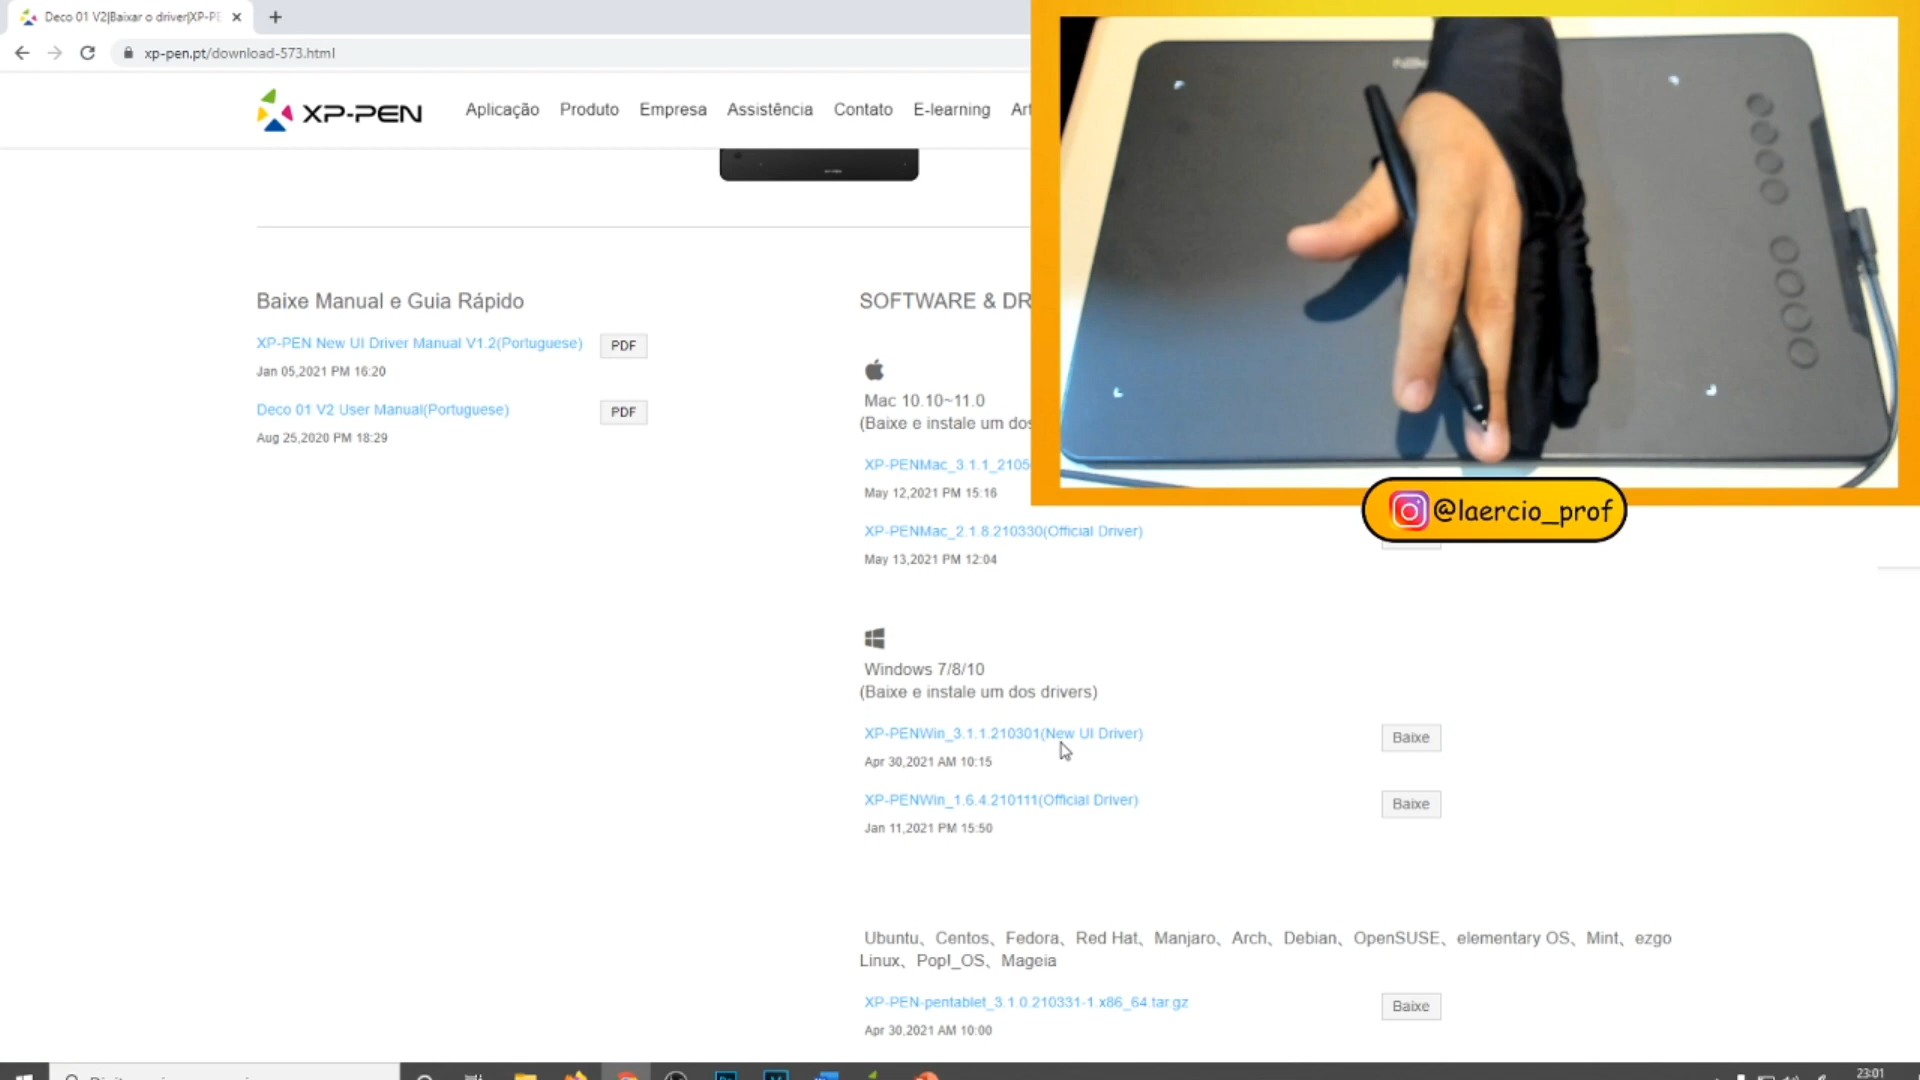 Deco 01 V2|Baixar o driver|XP-PE
xp-pen.pt/download-573.html
XP-PEN
Aplicação
Produto
Empresa
Assistência
Contato
E-learning
Baixe Manual e Guia Rápido
XP-PEN New UI Driver Manual V1.2(Portuguese)
PDF
Jan 05,2021 PM 16:20
Deco 01 V2 User Manual(Portuguese)
PDF
Aug 25,2020 PM 18:29
SOFTWARE & DR
Mac 10.10~11.0
(Baixe e instale um dos
XP-PENMac_3.1.1_2105
May 12,2021 PM 15:16
XP-PENMac_2.1.8.210330(Official Driver)
May 13,2021 PM 12:04
@laercio_prof
Windows 7/8/10
(Baixe e instale um dos drivers)
XP-PENWin_3.1.1.210301(New UI Driver)
Baixe
Apr 30,2021 AM 10:15
XP-PENWin_1.6.4.210111(Official Driver)
Baixe
Jan 11,2021 PM 15:50
Ubuntu、Centos、Fedora、Red Hat、Manjaro、Arch、Debian、OpenSUSE、elementary OS、Mint、ezgo
Linux、Pop!_OS、Mageia
XP-PEN-pentablet_3.1.0.210331-1.x86_64.tar.gz
Baixe
Apr 30,2021 AM 10:00
23:01